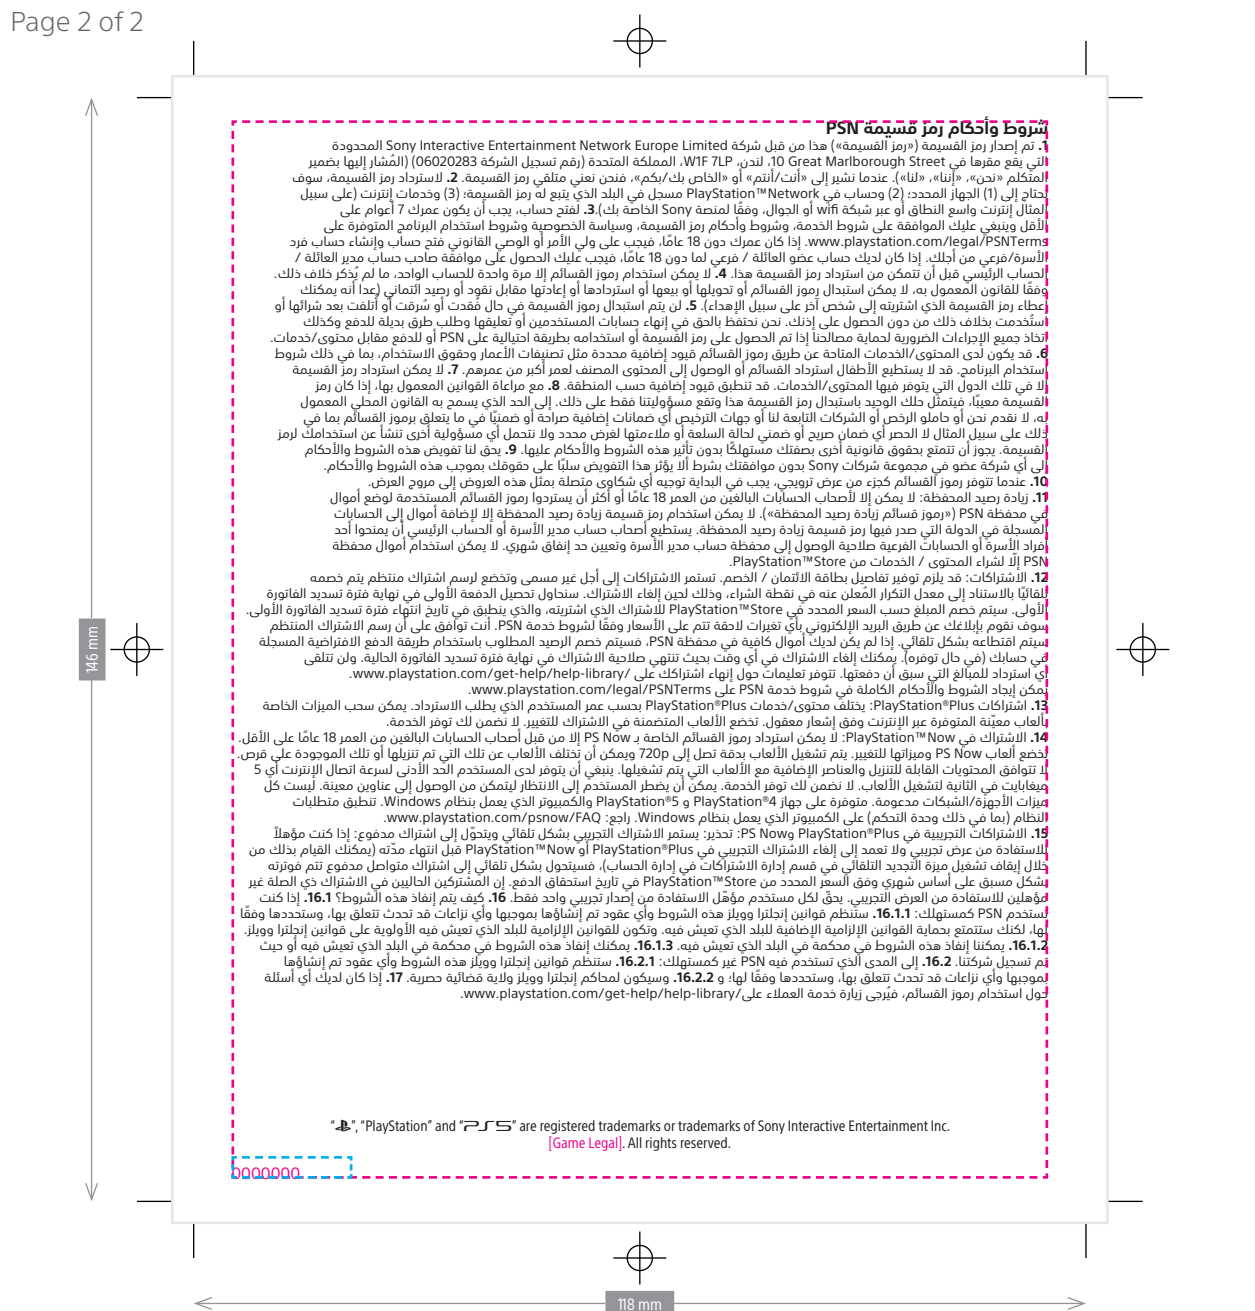 Page 2 of 2
شروط وأحكام رمز قسيمة PSN
1. تم إصدار رمز القسيمة («رمز القسيمة») هذا من قبل شركة Sony Interactive Entertainment Network Europe Limited المحدودة
التي يقع مقرها في 10 Great Marlborough Street، لندن، W1F 7LP، المملكة المتحدة (رقم تسجيل الشركة 06020283) (المُشار إليها بضمير
المتكلم «نحن»، «إننا»، «لنا»). عندما نشير إلى «أنت/أنتم» أو «الخاص بك/بكم»، فنحن نعني متلقي رمز القسيمة. 2. لاسترداد رمز القسيمة، سوف
تحتاج إلى (1) الجهاز المحدد؛ (2) وحساب في PlayStation™Network مسجل في البلد الذي يتبع له رمز القسيمة؛ (3) وخدمات إنترنت (على سبيل
المثال إنترنت واسع النطاق أو عبر شبكة wifi أو الجوال، وفقًا لمنصة Sony الخاصة بك).3. لفتح حساب، يجب أن يكون عمرك 7 أعوام على
الأقل وينبغي عليك الموافقة على شروط الخدمة، وشروط وأحكام رمز القسيمة، وسياسة الخصوصية وشروط استخدام البرنامج المتوفرة على
www.playstation.com/legal/PSNTerms. إذا كان عمرك دون 18 عامًا، فيجب على ولي الأمر أو الوصي القانوني فتح حساب وإنشاء حساب فرد
الأسرة/فرعي من أجلك. إذا كان لديك حساب عضو العائلة / فرعي لما دون 18 عامًا، فيجب عليك الحصول على موافقة صاحب حساب مدير العائلة /
الحساب الرئيسي قبل أن تتمكن من استرداد رمز القسيمة هذا. 4. لا يمكن استخدام رموز القسائم إلا مرة واحدة للحساب الواحد، ما لم يُذكر خلاف ذلك.
وفقًا للقانون المعمول به، لا يمكن استبدال رموز القسائم أو تحويلها أو بيعها أو استردادها أو إعادتها مقابل نقود أو رصيد ائتماني (عدا أنه يمكنك
إعطاء رمز القسيمة الذي اشتريته إلى شخص آخر على سبيل الإهداء). 5. لن يتم استبدال رموز القسيمة في حال فُقدت أو سُرقت أو أُتلفت بعد شرائها أو
استُخدمت بخلاف ذلك من دون الحصول على إذنك. نحن نحتفظ بالحق في إنهاء حسابات المستخدمين أو تعليقها وطلب طرق بديلة للدفع وكذلك
اتخاذ جميع الإجراءات الضرورية لحماية مصالحنا إذا تم الحصول على رمز القسيمة أو استخدامه بطريقة احتيالية على PSN أو للدفع مقابل محتوى/خدمات.
6. قد يكون لدى المحتوى/الخدمات المتاحة عن طريق رموز القسائم قيود إضافية محددة مثل تصنيفات الأعمار وحقوق الاستخدام، بما في ذلك شروط
استخدام البرنامج. قد لا يستطيع الأطفال استرداد القسائم أو الوصول إلى المحتوى المصنف لعمر أكبر من عمرهم. 7. لا يمكن استرداد رمز القسيمة
إلا في تلك الدول التي يتوفر فيها المحتوى/الخدمات. قد تنطبق قيود إضافية حسب المنطقة. 8. مع مراعاة القوانين المعمول بها، إذا كان رمز
القسيمة معيبًا، فيتمثل حلك الوحيد باستبدال رمز القسيمة هذا وتقع مسؤوليتنا فقط على ذلك. إلى الحد الذي يسمح به القانون المحلي المعمول
به، لا نقدم نحن أو حاملو الرخص أو الشركات التابعة لنا أو جهات الترخيص أي ضمانات إضافية صراحة أو ضمنيًا في ما يتعلق برموز القسائم بما في
ذلك على سبيل المثال لا الحصر أي ضمان صريح أو ضمني لحالة السلعة أو ملاءمتها لغرض محدد ولا نتحمل أي مسؤولية أخرى تنشأ عن استخدامك لرمز
القسيمة. يجوز أن تتمتع بحقوق قانونية أخرى بصفتك مستهلكًا بدون تأثير هذه الشروط والأحكام عليها. 9. يحق لنا تفويض هذه الشروط والأحكام
إلى أي شركة عضو في مجموعة شركات Sony بدون موافقتك بشرط ألا يؤثر هذا التفويض سلبًا على حقوقك بموجب هذه الشروط والأحكام.
10. عندما تتوفر رموز القسائم كجزء من عرض ترويجي، يجب في البداية توجيه أي شكاوى متصلة بمثل هذه العروض إلى مروج العرض.
11. زيادة رصيد المحفظة: لا يمكن إلا لأصحاب الحسابات البالغين من العمر 18 عامًا أو أكثر أن يستردوا رموز القسائم المستخدمة لوضع أموال
في محفظة PSN («رموز قسائم زيادة رصيد المحفظة»). لا يمكن استخدام رمز قسيمة زيادة رصيد المحفظة إلا لإضافة أموال إلى الحسابات
المسجلة في الدولة التي صدر فيها رمز قسيمة زيادة رصيد المحفظة. يستطيع أصحاب حساب مدير الأسرة أو الحساب الرئيسي أن يمنحوا أحد
أفراد الأسرة أو الحسابات الفرعية صلاحية الوصول إلى محفظة حساب مدير الأسرة وتعيين حد إنفاق شهري. لا يمكن استخدام أموال محفظة
PSN إلّا لشراء المحتوى / الخدمات من PlayStation™Store.
12. الاشتراكات: قد يلزم توفير تفاصيل بطاقة الائتمان / الخصم. تستمر الاشتراكات إلى أجل غير مسمى وتخضع لرسم اشتراك منتظم يتم خصمه
تلقائيًا بالاستناد إلى معدل التكرار المُعلن عنه في نقطة الشراء، وذلك لحين إلغاء الاشتراك. سنحاول تحصيل الدفعة الأولى في نهاية فترة تسديد الفاتورة
الأولى. سيتم خصم المبلغ حسب السعر المحدد في PlayStation™Store للاشتراك الذي اشتريته، والذي ينطبق في تاريخ انتهاء فترة تسديد الفاتورة الأولى.
سوف نقوم بإبلاغك عن طريق البريد الإلكتروني بأي تغيرات لاحقة تتم على الأسعار وفقًا لشروط خدمة PSN. أنت توافق على أن رسم الاشتراك المنتظم
سيتم اقتطاعه بشكل تلقائي. إذا لم يكن لديك أموال كافية في محفظة PSN، فسيتم خصم الرصيد المطلوب باستخدام طريقة الدفع الافتراضية المسجلة
في حسابك (في حال توفره). يمكنك إلغاء الاشتراك في أي وقت بحيث تنتهي صلاحية الاشتراك في نهاية فترة تسديد الفاتورة الحالية. ولن تتلقى
أي استرداد للمبالغ التي سبق أن دفعتها. تتوفر تعليمات حول إنهاء اشتراكك على www.playstation.com/get-help/help-library/.
يمكن إيجاد الشروط والأحكام الكاملة في شروط خدمة PSN على www.playstation.com/legal/PSNTerms.
13. اشتراكات PlayStation®Plus: يختلف محتوى/خدمات PlayStation®Plus بحسب عمر المستخدم الذي يطلب الاسترداد. يمكن سحب الميزات الخاصة
بألعاب معيّنة المتوفرة عبر الإنترنت وفق إشعار معقول. تخضع الألعاب المتضمنة في الاشتراك للتغيير. لا نضمن لك توفر الخدمة.
14. الاشتراك في PlayStation™Now: لا يمكن استرداد رموز القسائم الخاصة بـ PS Now إلا من قبل أصحاب الحسابات البالغين من العمر 18 عامًا على الأقل.
تخضع ألعاب PS Now وميزاتها للتغيير. يتم تشغيل الألعاب بدقة تصل إلى 720p ويمكن أن تختلف الألعاب عن تلك التي تم تنزيلها أو تلك الموجودة على قرص.
لا تتوافق المحتويات القابلة للتنزيل والعناصر الإضافية مع الألعاب التي يتم تشغيلها. ينبغي أن يتوفر لدى المستخدم الحد الأدنى لسرعة اتصال الإنترنت أي 5
ميغابايت في الثانية لتشغيل الألعاب. لا نضمن لك توفر الخدمة. يمكن أن يضطر المستخدم إلى الانتظار ليتمكن من الوصول إلى عناوين معينة. ليست كل
ميزات الأجهزة/الشبكات مدعومة. متوفرة على جهاز PlayStation®4 و PlayStation®5 والكمبيوتر الذي يعمل بنظام Windows. تنطبق متطلبات
النظام (بما في ذلك وحدة التحكم) على الكمبيوتر الذي يعمل بنظام Windows. راجع: www.playstation.com/psnow/FAQ.
15. الاشتراكات التجريبية في PlayStation®Plus وPS Now: تحذير: يستمر الاشتراك التجريبي بشكل تلقائي ويتحوّل إلى اشتراك مدفوع: إذا كنت مؤهلاً
للاستفادة من عرض تجريبي ولا تعمد إلى إلغاء الاشتراك التجريبي في PlayStation®Plus أو PlayStation™Now قبل انتهاء مدّته (يمكنك القيام بذلك من
خلال إيقاف تشغيل ميزة التجديد التلقائي في قسم إدارة الاشتراكات في إدارة الحساب)، فسيتحول بشكل تلقائي إلى اشتراك متواصل مدفوع تتم فوترته
بشكل مسبق على أساس شهري وفق السعر المحدد من PlayStation™Store في تاريخ استحقاق الدفع. إن المشتركين الحاليين في الاشتراك ذي الصلة غير
مؤهلين للاستفادة من العرض التجريبي. يحقّ لكل مستخدم مؤهّل الاستفادة من إصدار تجريبي واحد فقط. 16. كيف يتم إنفاذ هذه الشروط؟ 16.1. إذا كنت
تستخدم PSN كمستهلك: 16.1.1. ستنظم قوانين إنجلترا وويلز هذه الشروط وأي عقود تم إنشاؤها بموجبها وأي نزاعات قد تحدث تتعلق بها، وستحددها وفقًا
لها، لكنك ستتمتع بحماية القوانين الإلزامية الإضافية للبلد الذي تعيش فيه. وتكون للقوانين الإلزامية للبلد الذي تعيش فيه الأولوية على قوانين إنجلترا وويلز.
16.1.2. يمكننا إنفاذ هذه الشروط في محكمة في البلد الذي تعيش فيه. 16.1.3. يمكنك إنفاذ هذه الشروط في محكمة في البلد الذي تعيش فيه أو حيث
تم تسجيل شركتنا. 16.2. إلى المدى الذي تستخدم فيه PSN غير كمستهلك: 16.2.1. ستنظم قوانين إنجلترا وويلز هذه الشروط وأي عقود تم إنشاؤها
بموجبها وأي نزاعات قد تحدث تتعلق بها، وستحددها وفقًا لها؛ و 16.2.2. وسيكون لمحاكم إنجلترا وويلز ولاية قضائية حصرية. 17. إذا كان لديك أي أسئلة
حول استخدام رموز القسائم، فيُرجى زيارة خدمة العملاء على/www.playstation.com/get-help/help-library.
146 mm
"", "PlayStation" and "PS5" are registered trademarks or trademarks of Sony Interactive Entertainment Inc.
[Game Legal]. All rights reserved.
0000000
118 mm